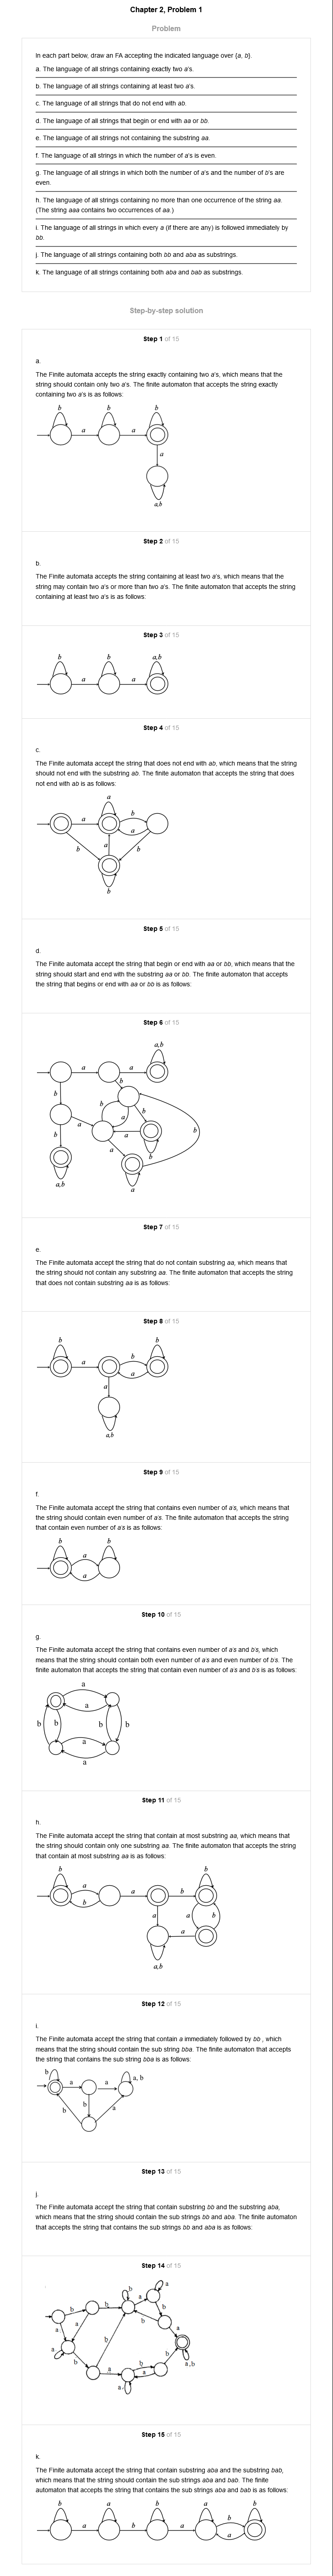 Chapter 2, Problem 1
Problem
In each part below, draw an FA accepting the indicated language over {a, b}.
a. The language of all strings containing exactly two a's.
b. The language of all strings containing at least two a's.
c. The language of all strings that do not end with ab.
d. The language of all strings that begin or end with aa or bb.
e. The language of all strings not containing the substring aa.
f. The language of all strings in which the number of a's is even.
g. The language of all strings in which both the number of a's and the number of b's are
even.
h. The language of all strings containing no more than one occurrence of the string aa.
(The string aaa contains two occurrences of aa.)
i. The language of all strings in which every a (if there are any) is followed immediately by
bb.
j. The language of all strings containing both bb and aba as substrings.
k. The language of all strings containing both aba and bab as substrings.
Step-by-step solution
Step 1 of 15
a.
The Finite automata accepts the string exactly containing two a's, which means that the
string should contain only two a's. The finite automaton that accepts the string exactly
containing two a's is as follows:
b b b
a a
a
a,b
Step 2 of 15
b.
The Finite automata accepts the string containing at least two a's, which means that the
string may contain two a's or more than two a's. The finite automaton that accepts the string
containing at least two a's is as follows:
Step 3 of 15
b b a,b
a a
Step 4 of 15
c.
The Finite automata accept the string that does not end with ab, which means that the string
should not end with the substring ab. The finite automaton that accepts the string that does
not end with ab is as follows:
a
a b
a
b a b
b
Step 5 of 15
d.
The Finite automata accept the string that begin or end with aa or bb, which means that the
string should start and end with the substring aa or bb. The finite automaton that accepts
the string that begins or end with aa or bb is as follows:
Step 6 of 15
a,b
a a
b
b
b b
a a b
b a
a b
a,b a
Step 7 of 15
e.
The Finite automata accept the string that do not contain substring aa, which means that
the string should not contain any substring aa. The finite automaton that accepts the string
that does not contain substring aa is as follows:
Step 8 of 15
b b
a b
a
a
a,b
Step 9 of 15
f.
The Finite automata accept the string that contains even number of a's, which means that
the string should contain even number of a's. The finite automaton that accepts the string
that contain even number of a's is as follows:
b b
a
a
Step 10 of 15
g.
The Finite automata accept the string that contains even number of a's and b's, which
means that the string should contain both even number of a's and even number of b's. The
finite automaton that accepts the string that contain even number of a's and b's is as follows:
a
a
b b b b
a
a
Step 11 of 15
h.
The Finite automata accept the string that contain at most substring aa, which means that
the string should contain only one substring aa. The finite automaton that accepts the string
that contain at most substring aa is as follows:
b b
a a b
b
a a b
a
a,b
Step 12 of 15
i.
The Finite automata accept the string that contain a immediately followed by bb , which
means that the string should contain the sub string bba. The finite automaton that accepts
the string that contains the sub string bba is as follows:
b a, b
a a
b
b a
Step 13 of 15
j.
The Finite automata accept the string that contain substring bb and the substring aba,
which means that the string should contain the sub strings bb and aba. The finite automaton
that accepts the string that contains the sub strings bb and aba is as follows:
Step 14 of 15
a
b a
b b b
a a b a
a b
b b
a b a,b
a
a
Step 15 of 15
k.
The Finite automata accept the string that contain substring aba and the substring bab,
which means that the string should contain the sub strings aba and bab. The finite
automaton that accepts the string that contains the sub strings aba and bab is as follows:
b a b a b
a b a b
a